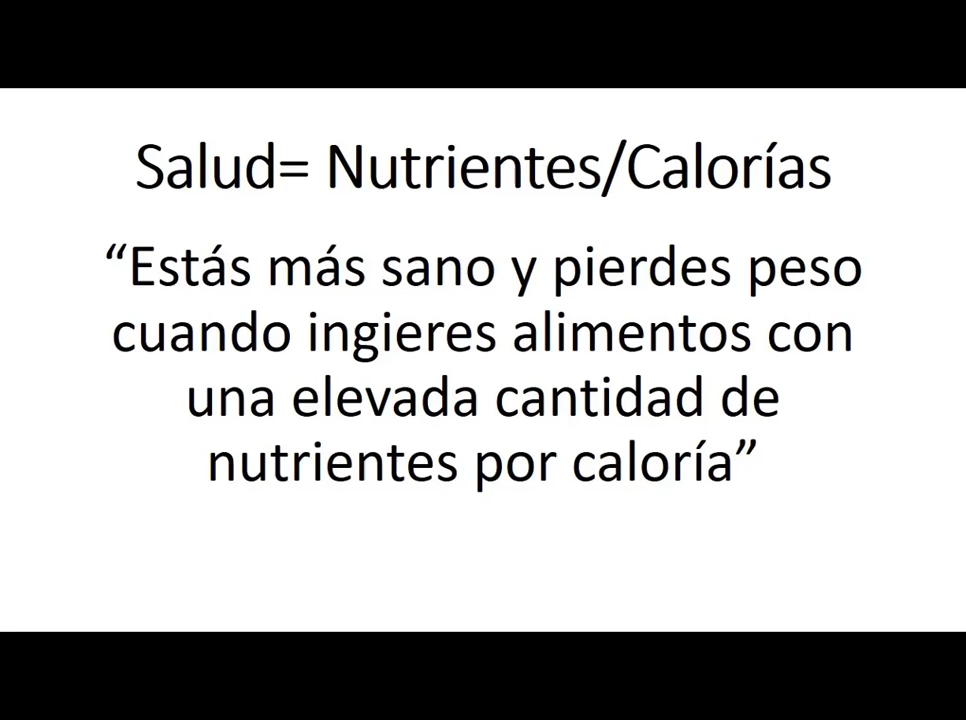 Salud= Nutrientes/Calorías
“Estás más sano y pierdes peso
cuando ingieres alimentos con
una elevada cantidad de
nutrientes por caloría”